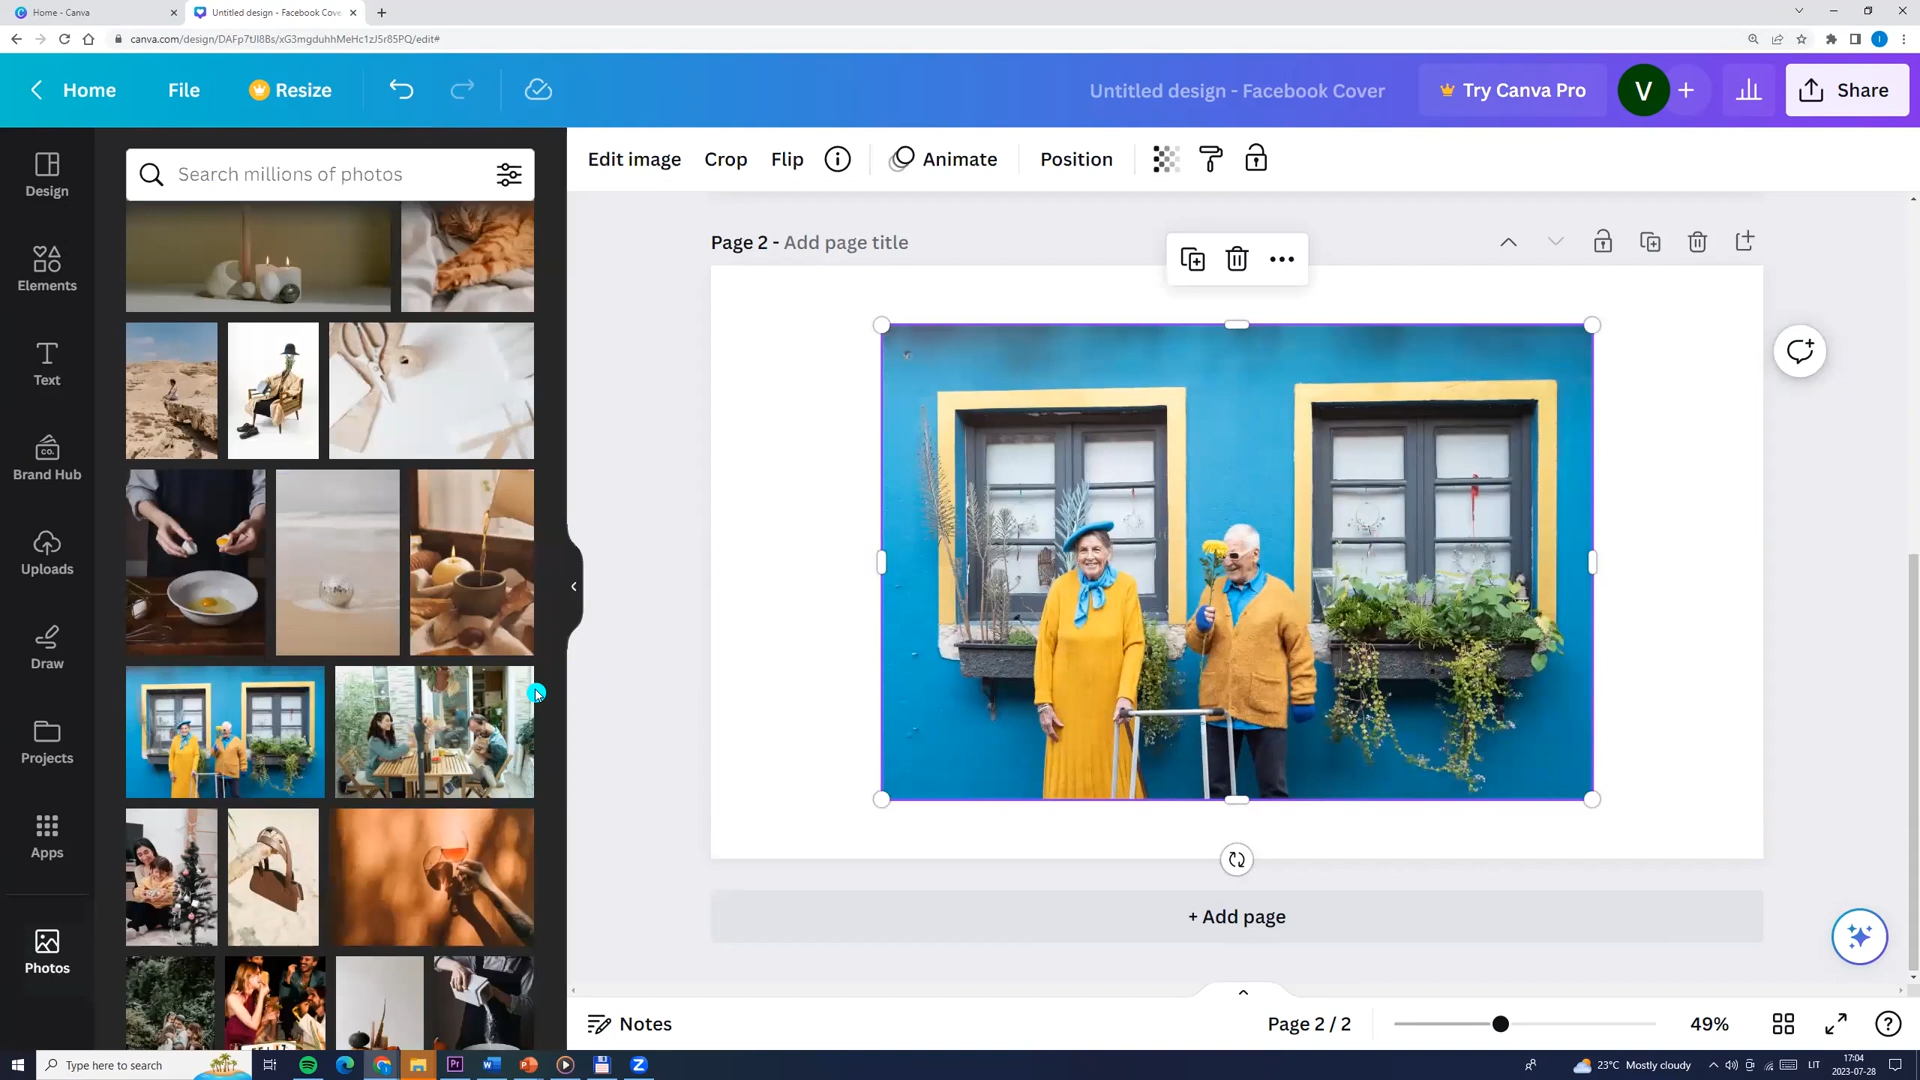 Home - Canva
Untitled design - Facebook Cove
canva.com/design/DAFp7tJl8Bs/xG3mgduhhMeHc1zJ5r85PQ/edit#
Home
File
Resize
Untitled design - Facebook Cover
Try Canva Pro
V
Share
Design
Elements
Text
CO.
Brand Hub
Uploads
Draw
Projects
Apps
Photos
Search millions of photos
Edit image
Crop
Flip
Animate
Position
Page 2 - Add page title
+ Add page
Notes
Page 2 / 2
49%
Type here to search
23°C Mostly cloudy
LIT
17:04
2023-07-28